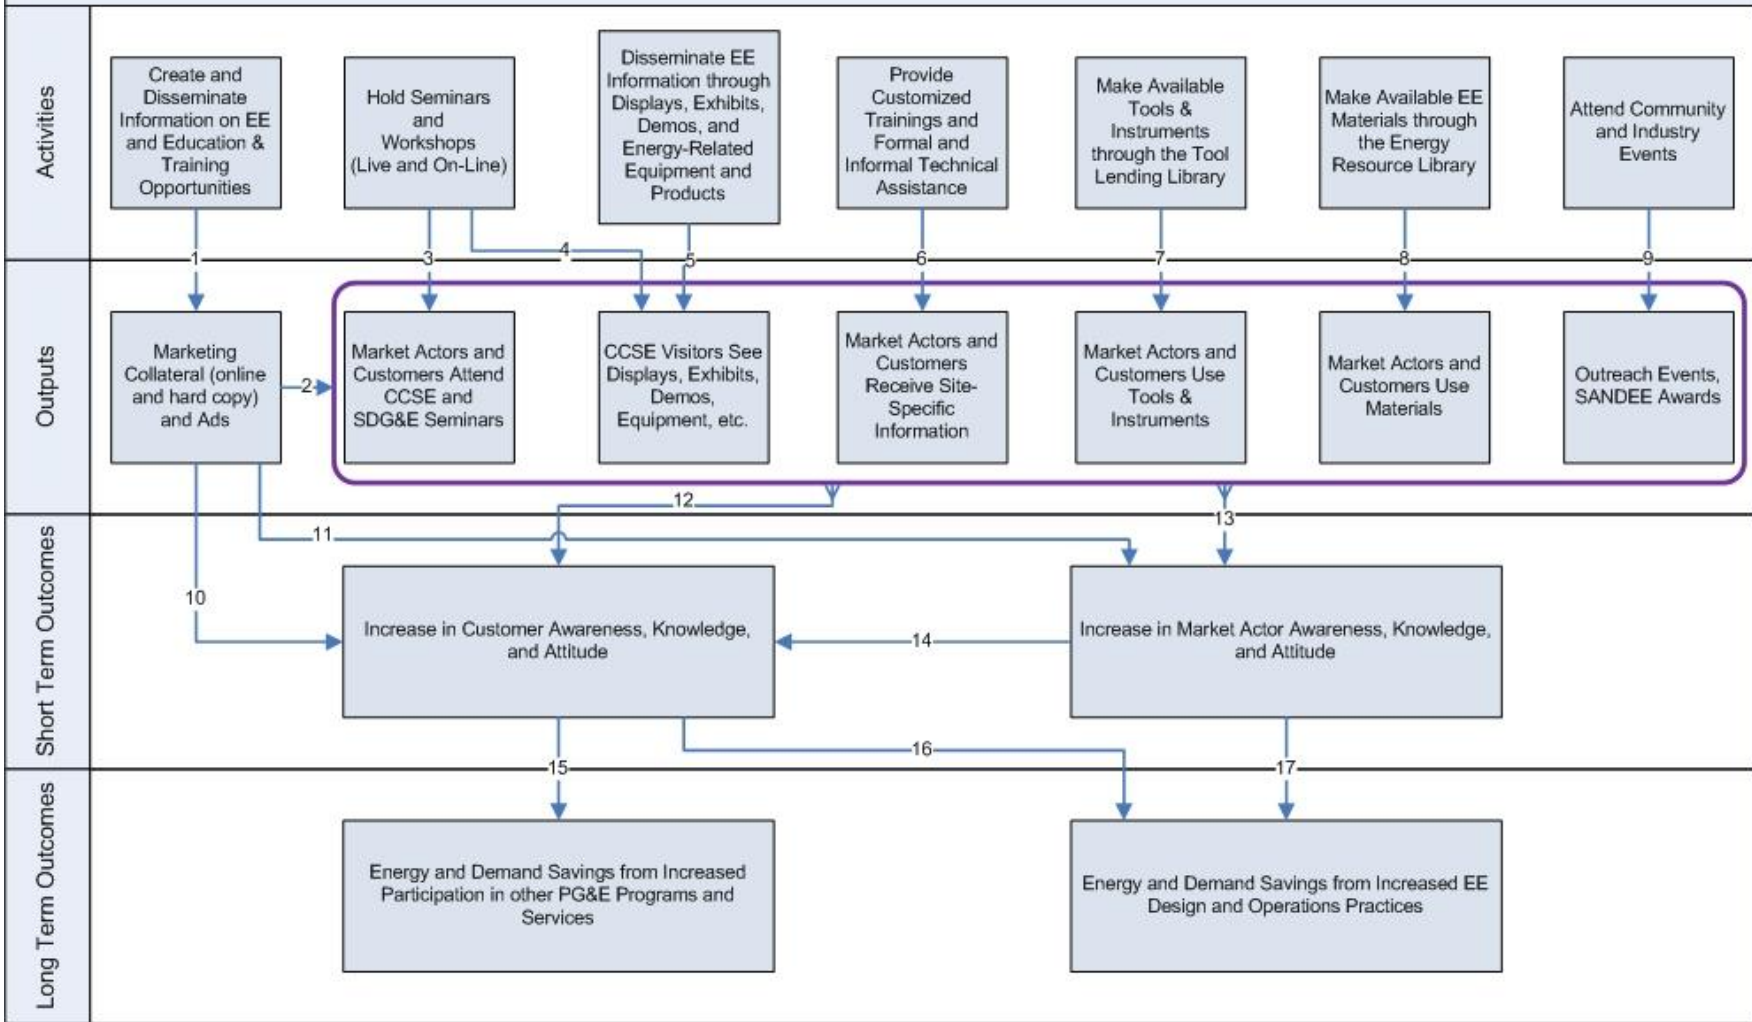 Activities
Create and
Disseminate
Information on EE
and Education &
Training
Opportunities
Hold Seminars
and
Workshops
(Live and On-Line)
Disseminate EE
Information through
Displays, Exhibits,
Demos, and
Energy-Related
Equipment and
Products
Provide
Customized
Trainings and
Formal and
Informal Technical
Assistance
Make Available
Tools &
Instruments
through the Tool
Lending Library
Make Available EE
Materials through
the Energy
Resource Library
Attend Community
and Industry
Events
1
3
4
5
6
7
8
9
Outputs
Marketing
Collateral (online
and hard copy)
and Ads
2
Market Actors and
Customers Attend
CCSE and
SDG&E Seminars
CCSE Visitors See
Displays, Exhibits,
Demos,
Equipment, etc.
Market Actors and
Customers
Receive Site-
Specific
Information
Market Actors and
Customers Use
Tools &
Instruments
Market Actors and
Customers Use
Materials
Outreach Events,
SANDEE Awards
12
13
11
10
Short Term Outcomes
Increase in Customer Awareness, Knowledge,
and Attitude
14
Increase in Market Actor Awareness, Knowledge,
and Attitude
15
16
17
Long Term Outcomes
Energy and Demand Savings from Increased
Participation in other PG&E Programs and
Services
Energy and Demand Savings from Increased EE
Design and Operations Practices